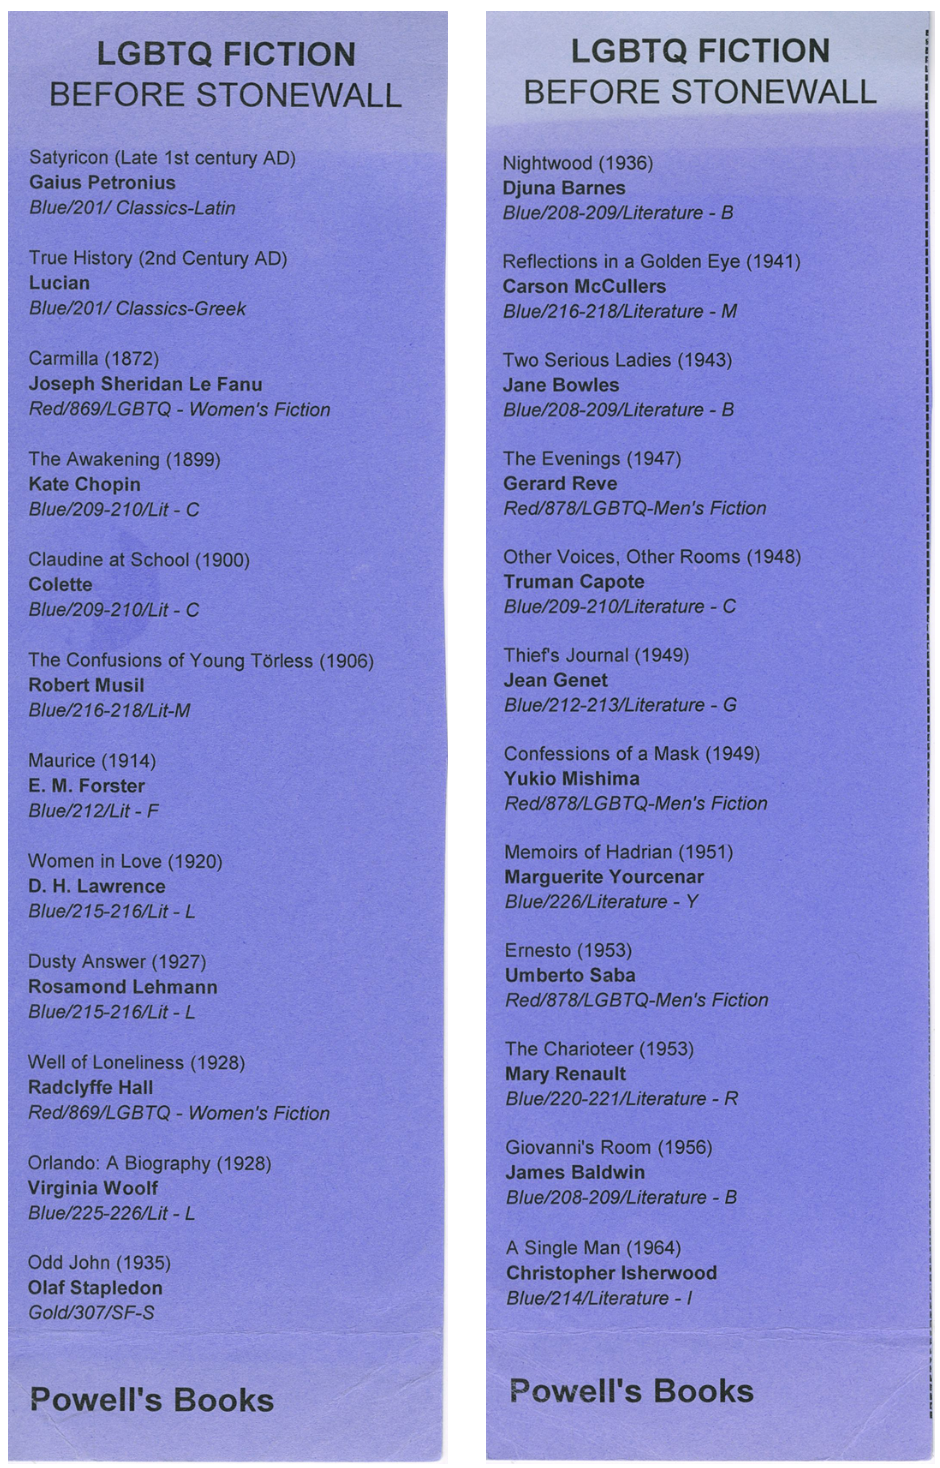 LGBTQ FICTION
BEFORE STONEWALL
Satyricon (Late 1st century AD)
Gaius Petronius
Blue/201/ Classics-Latin
True History (2nd Century AD)
Lucian
Blue/201/ Classics-Greek
Carmilla (1872)
Joseph Sheridan Le Fanu
Red/869/LGBTQ - Women's Fiction
The Awakening (1899)
Kate Chopin
Blue/209-210/Lit - C
Claudine at School (1900)
Colette
Blue/209-210/Lit - C
The Confusions of Young Törless (1906)
Robert Musil
Blue/216-218/Lit-M
Maurice (1914)
E. M. Forster
Blue/212/Lit - F
Women in Love (1920)
D. H. Lawrence
Blue/215-216/Lit - L
Dusty Answer (1927)
Rosamond Lehmann
Blue/215-216/Lit - L
Well of Loneliness (1928)
Radclyffe Hall
Red/869/LGBTQ - Women's Fiction
Orlando: A Biography (1928)
Virginia Woolf
Blue/225-226/Lit - L
Odd John (1935)
Olaf Stapledon
Gold/307/SF-S
Powell's Books
LGBTQ FICTION
BEFORE STONEWALL
Nightwood (1936)
Djuna Barnes
Blue/208-209/Literature - B
Reflections in a Golden Eye (1941)
Carson McCullers
Blue/216-218/Literature - M
Two Serious Ladies (1943)
Jane Bowles
Blue/208-209/Literature - B
The Evenings (1947)
Gerard Reve
Red/878/LGBTQ-Men's Fiction
Other Voices, Other Rooms (1948)
Truman Capote
Blue/209-210/Literature - C
Thief's Journal (1949)
Jean Genet
Blue/212-213/Literature - G
Confessions of a Mask (1949)
Yukio Mishima
Red/878/LGBTQ-Men's Fiction
Memoirs of Hadrian (1951)
Marguerite Yourcenar
Blue/226/Literature - Y
Ernesto (1953)
Umberto Saba
Red/878/LGBTQ-Men's Fiction
The Charioteer (1953)
Mary Renault
Blue/220-221/Literature - R
Giovanni's Room (1956)
James Baldwin
Blue/208-209/Literature - B
A Single Man (1964)
Christopher Isherwood
Blue/214/Literature - I
Powell's Books